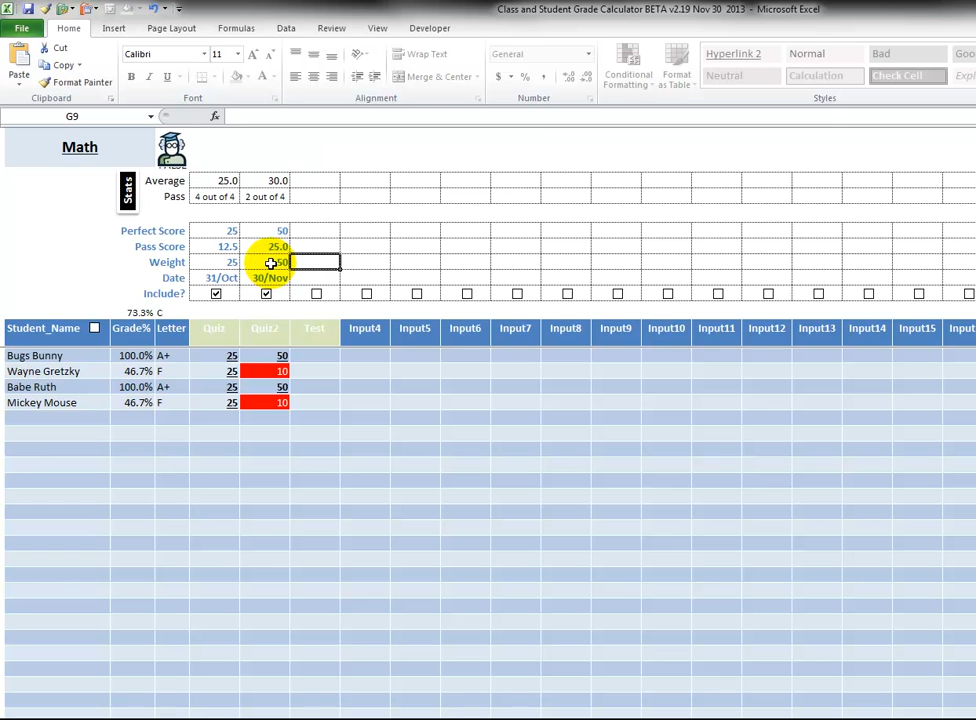 Class and Student Grade Calculator BETA v2.19 Nov 30 2013 - Microsoft Excel
File Home Insert Page Layout Formulas Data Review View Developer
Paste Cut Calibri 11 A A Wrap Text General Conditional Formatting Format as Table Hyperlink 2 Normal Bad Goo
Copy B I U A Merge & Center $ % , Neutral Calculation Check Cell Expl
Format Painter
Clipboard Font Alignment Number Styles
G9 fx
Math
FALSE
Stats
Average 25.0 30.0
Pass 4 out of 4 2 out of 4
Perfect Score 25 50
Pass Score 12.5 25.0
Weight 25 50
Date 31/Oct 30/Nov
Include?
73.3% C
Student_Name Grade% Letter Quiz Quiz2 Test Input4 Input5 Input6 Input7 Input8 Input9 Input10 Input11 Input12 Input13 Input14 Input15 Inpu
Bugs Bunny 100.0% A+ 25 50
Wayne Gretzky 46.7% F 25 10
Babe Ruth 100.0% A+ 25 50
Mickey Mouse 46.7% F 25 10